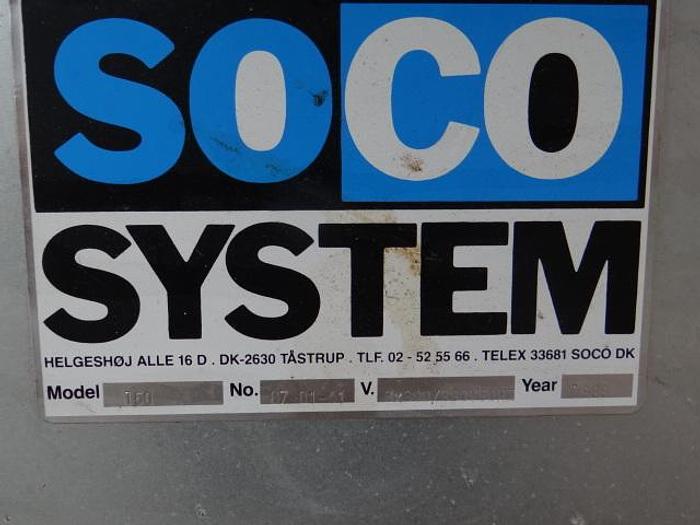 SOCO
SYSTEM
HELGESHØJ ALLE 16 D . DK-2630 TÅSTRUP . TLF. 02 - 52 55 66 . TELEX 33681 SOCO DK
Model No. V. Year